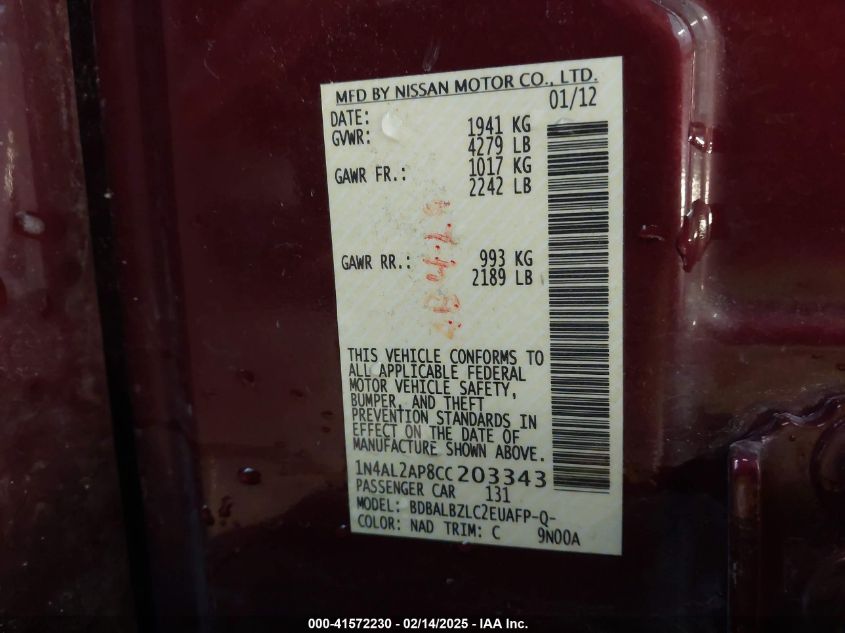 MFD BY NISSAN MOTOR CO., LTD.
DATE: 01/12
GVWR: 1941 KG
4279 LB
GAWR FR.: 1017 KG
2242 LB
GAWR RR.: 993 KG
2189 LB
THIS VEHICLE CONFORMS TO
ALL APPLICABLE FEDERAL
MOTOR VEHICLE SAFETY,
BUMPER, AND THEFT
PREVENTION STANDARDS IN
EFFECT ON THE DATE OF
MANUFACTURE SHOWN ABOVE.
1N4AL2AP8CC203343
PASSENGER CAR 131
MODEL: BDBALBZLC2EUAFP-Q-
COLOR: NAD TRIM: C 9N00A
000-41572230 - 02/14/2025 - IAA Inc.